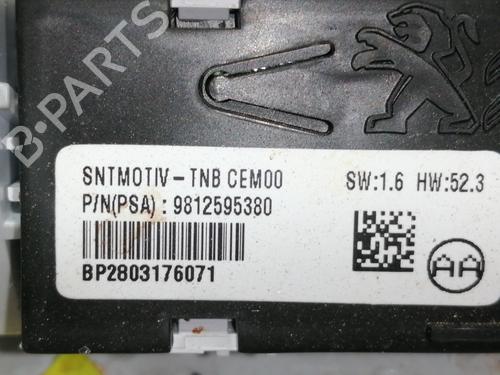 B-PARTS
SNTMOTIV-TNB CEM00 SW:1.6 HW:52.3
P/N(PSA) : 9812595380
BP2803176071
AA